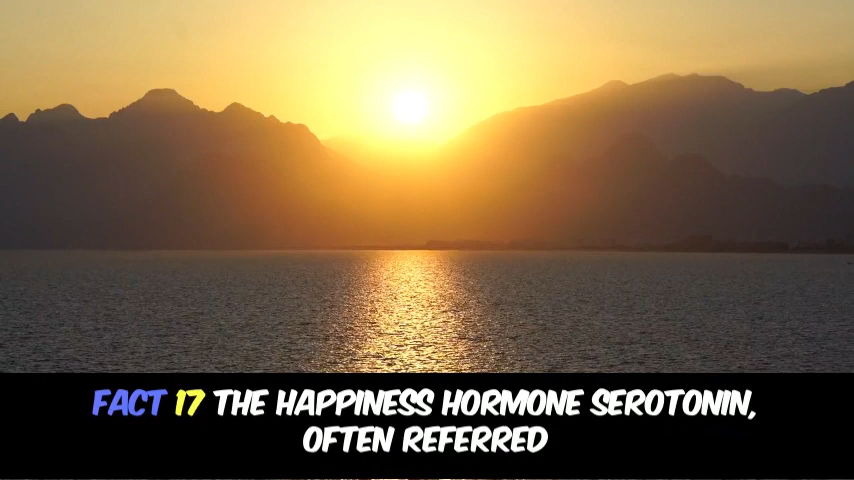 FACT 17 THE HAPPINESS HORMONE SEROTONIN,
OFTEN REFERRED